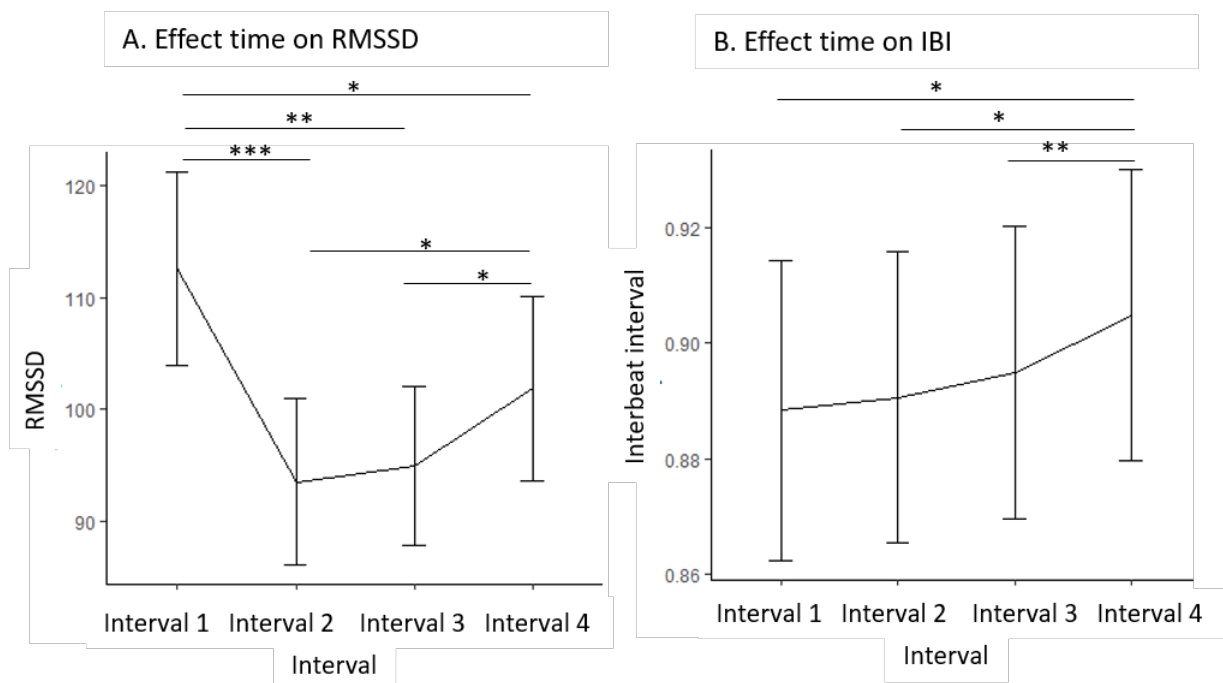 A. Effect time on RMSSD
*
**
***
*
*
120
110
100
90
RMSSD
Interval 1 Interval 2 Interval 3 Interval 4
Interval
B. Effect time on IBI
*
*
**
0.92
0.90
0.88
0.86
Interbeat interval
Interval 1 Interval 2 Interval 3 Interval 4
Interval